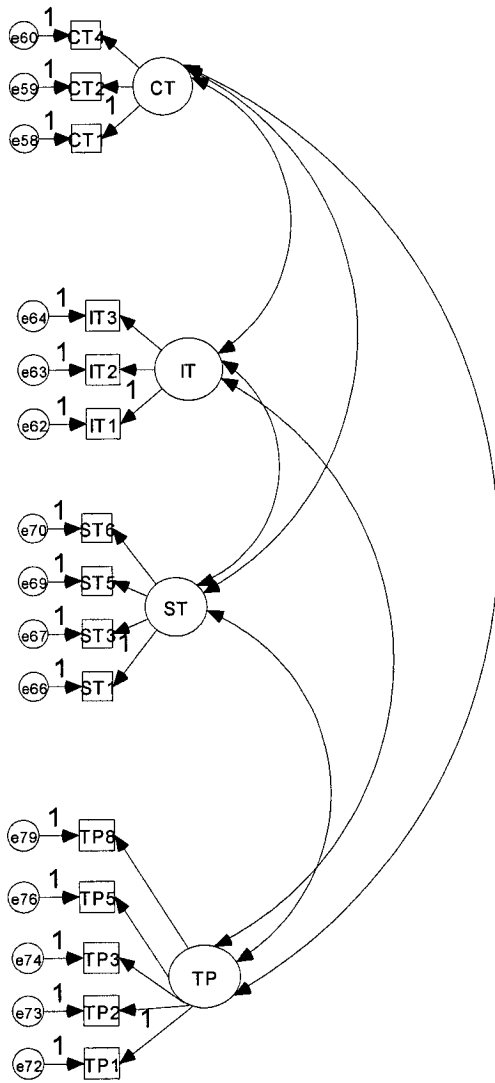 1
e60 CT4
1
e59 CT2 CT
1
1
e58 CT1
1
e64 IT3
1
e63 IT2 IT
1
1
e62 IT1
1
e70 ST6
1
e69 ST5
ST
1
e67 ST3 1
1
e66 ST1
1
e79 TP8
1
e76 TP5
1
e74 TP3
TP
1
e73 TP2 1
1
e72 TP1